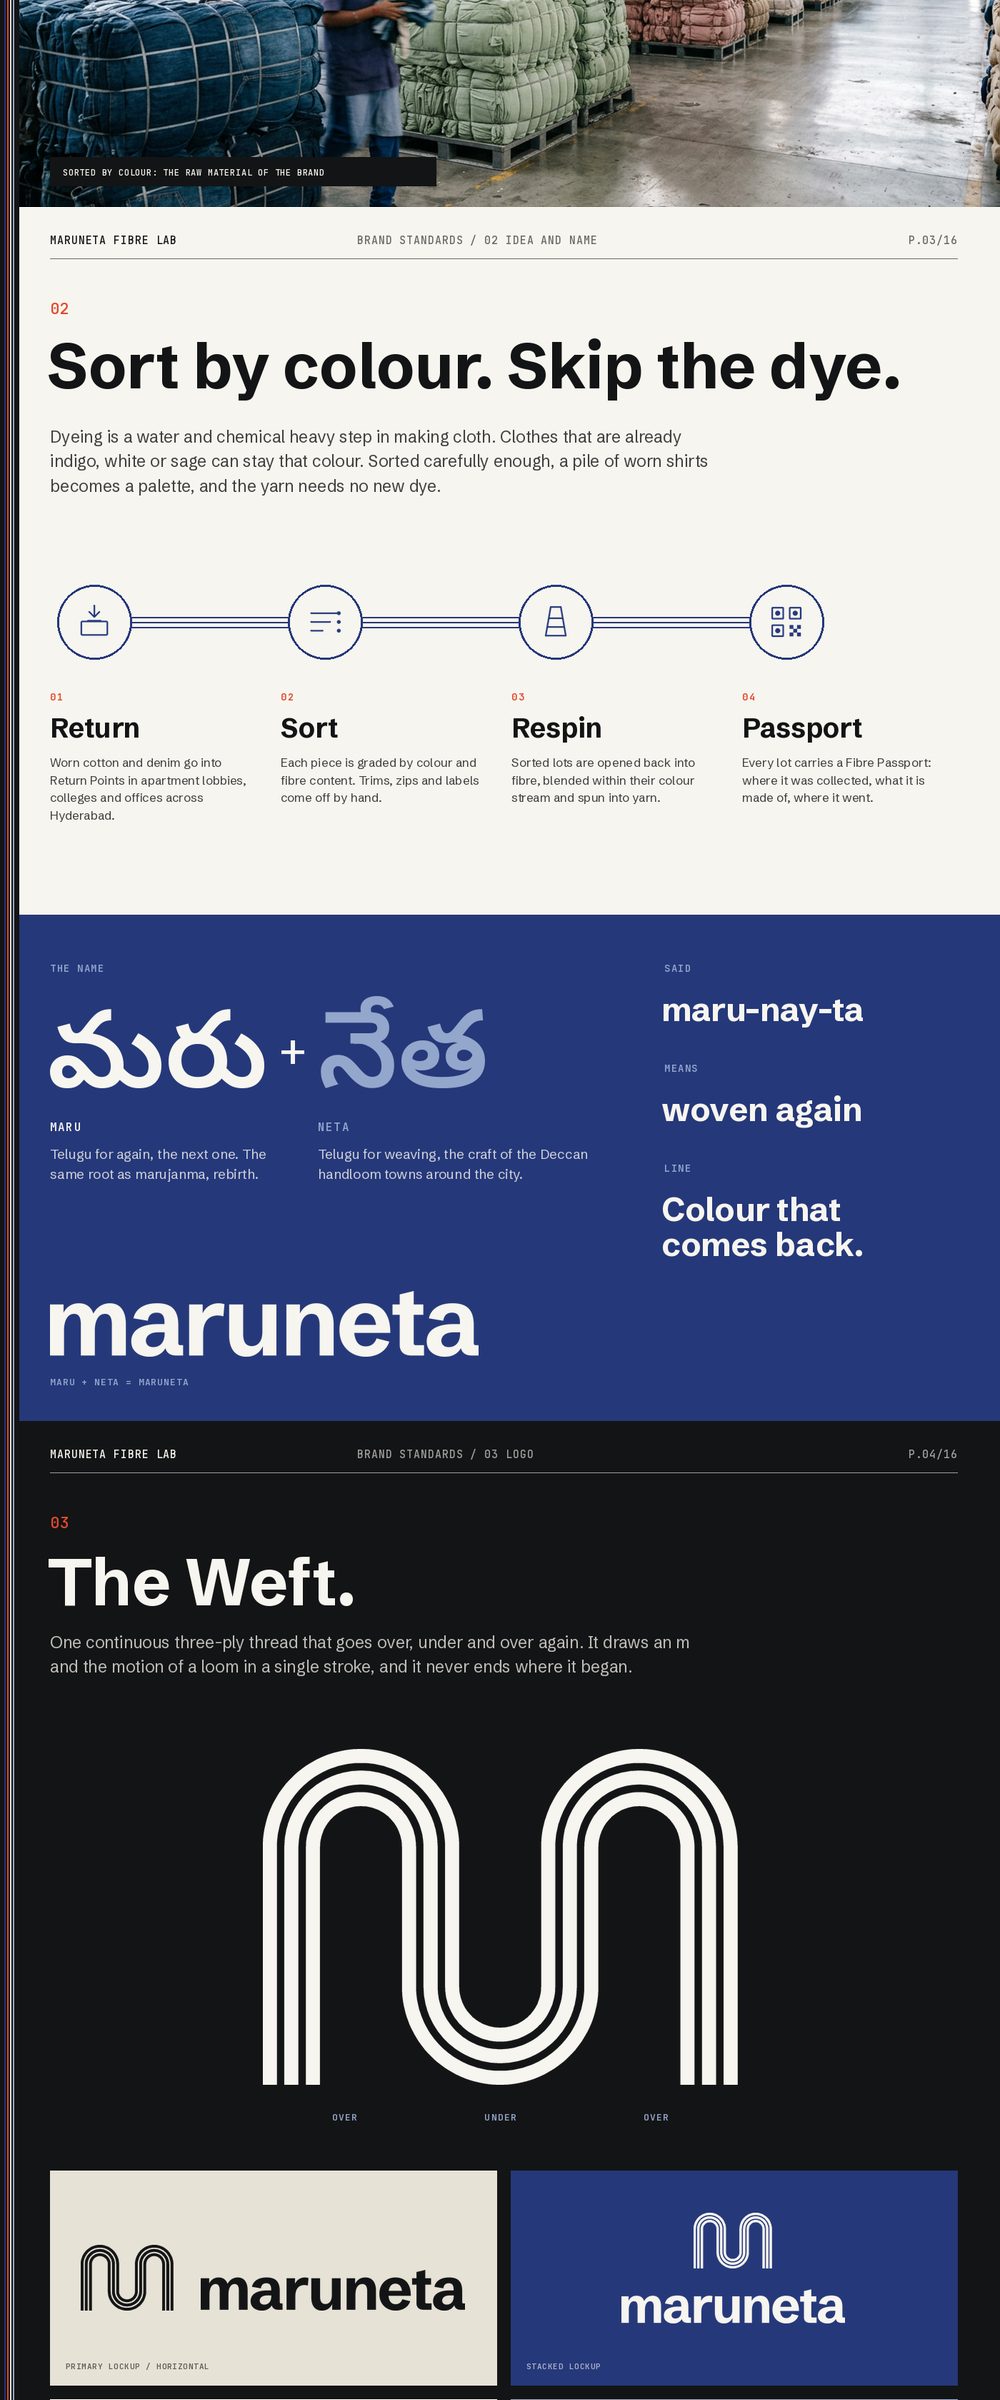 SORTED BY COLOUR: THE RAW MATERIAL OF THE BRAND
MARUNETA FIBRE LAB
BRAND STANDARDS / 02 IDEA AND NAME
P.03/16
02
Sort by colour. Skip the dye.
Dyeing is a water and chemical heavy step in making cloth. Clothes that are already
indigo, white or sage can stay that colour. Sorted carefully enough, a pile of worn shirts
becomes a palette, and the yarn needs no new dye.
01
Return
Worn cotton and denim go into
Return Points in apartment lobbies,
colleges and offices across
Hyderabad.
02
Sort
Each piece is graded by colour and
fibre content. Trims, zips and labels
come off by hand.
03
Respin
Sorted lots are opened back into
fibre, blended within their colour
stream and spun into yarn.
04
Passport
Every lot carries a Fibre Passport:
where it was collected, what it is
made of, where it went.
THE NAME
మరు + నేత
MARU
Telugu for again, the next one. The
same root as marujanma, rebirth.
NETA
Telugu for weaving, the craft of the Deccan
handloom towns around the city.
SAID
maru-nay-ta
MEANS
woven again
LINE
Colour that
comes back.
maruneta
MARU + NETA = MARUNETA
MARUNETA FIBRE LAB
BRAND STANDARDS / 03 LOGO
P.04/16
03
The Weft.
One continuous three-ply thread that goes over, under and over again. It draws an m
and the motion of a loom in a single stroke, and it never ends where it began.
OVER
UNDER
OVER
maruneta
PRIMARY LOCKUP / HORIZONTAL
maruneta
STACKED LOCKUP